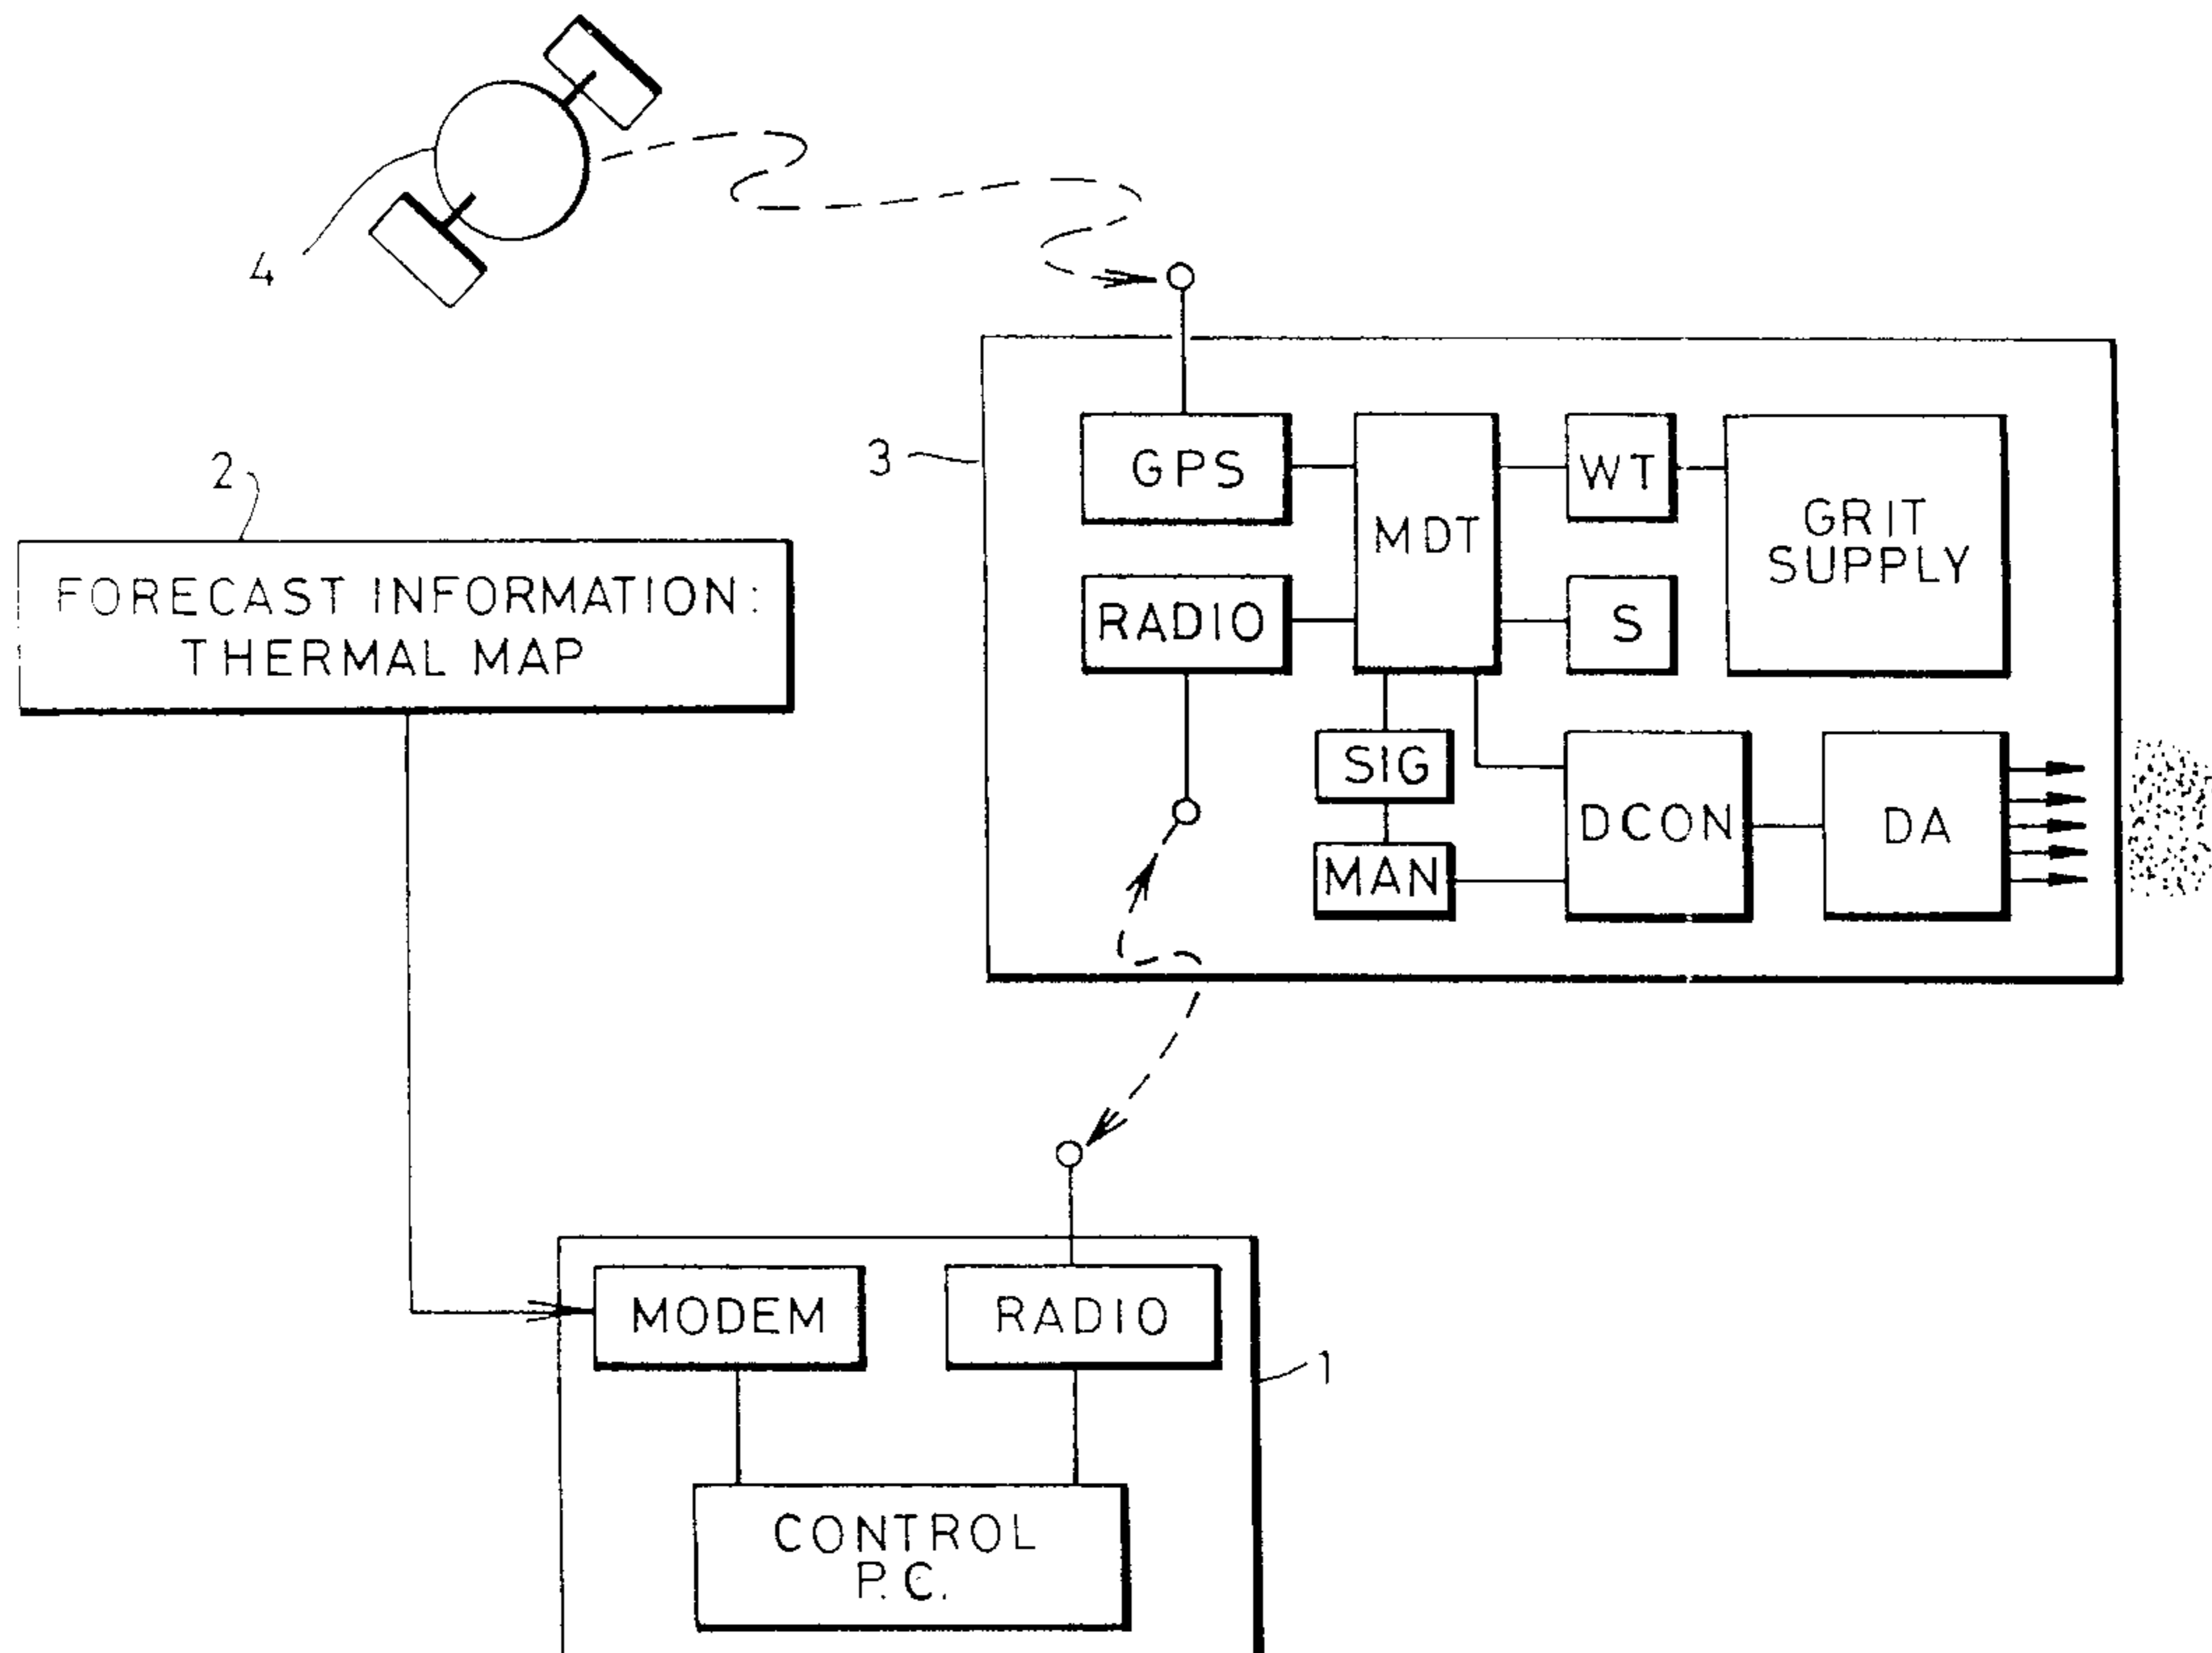 4
GPS
MDT
WT
GRIT
SUPPLY
3
2
FORECAST INFORMATION:
THERMAL MAP
RADIO
S
SIG
DCON
DA
MAN
MODEM
RADIO
1
CONTROL
P.C.